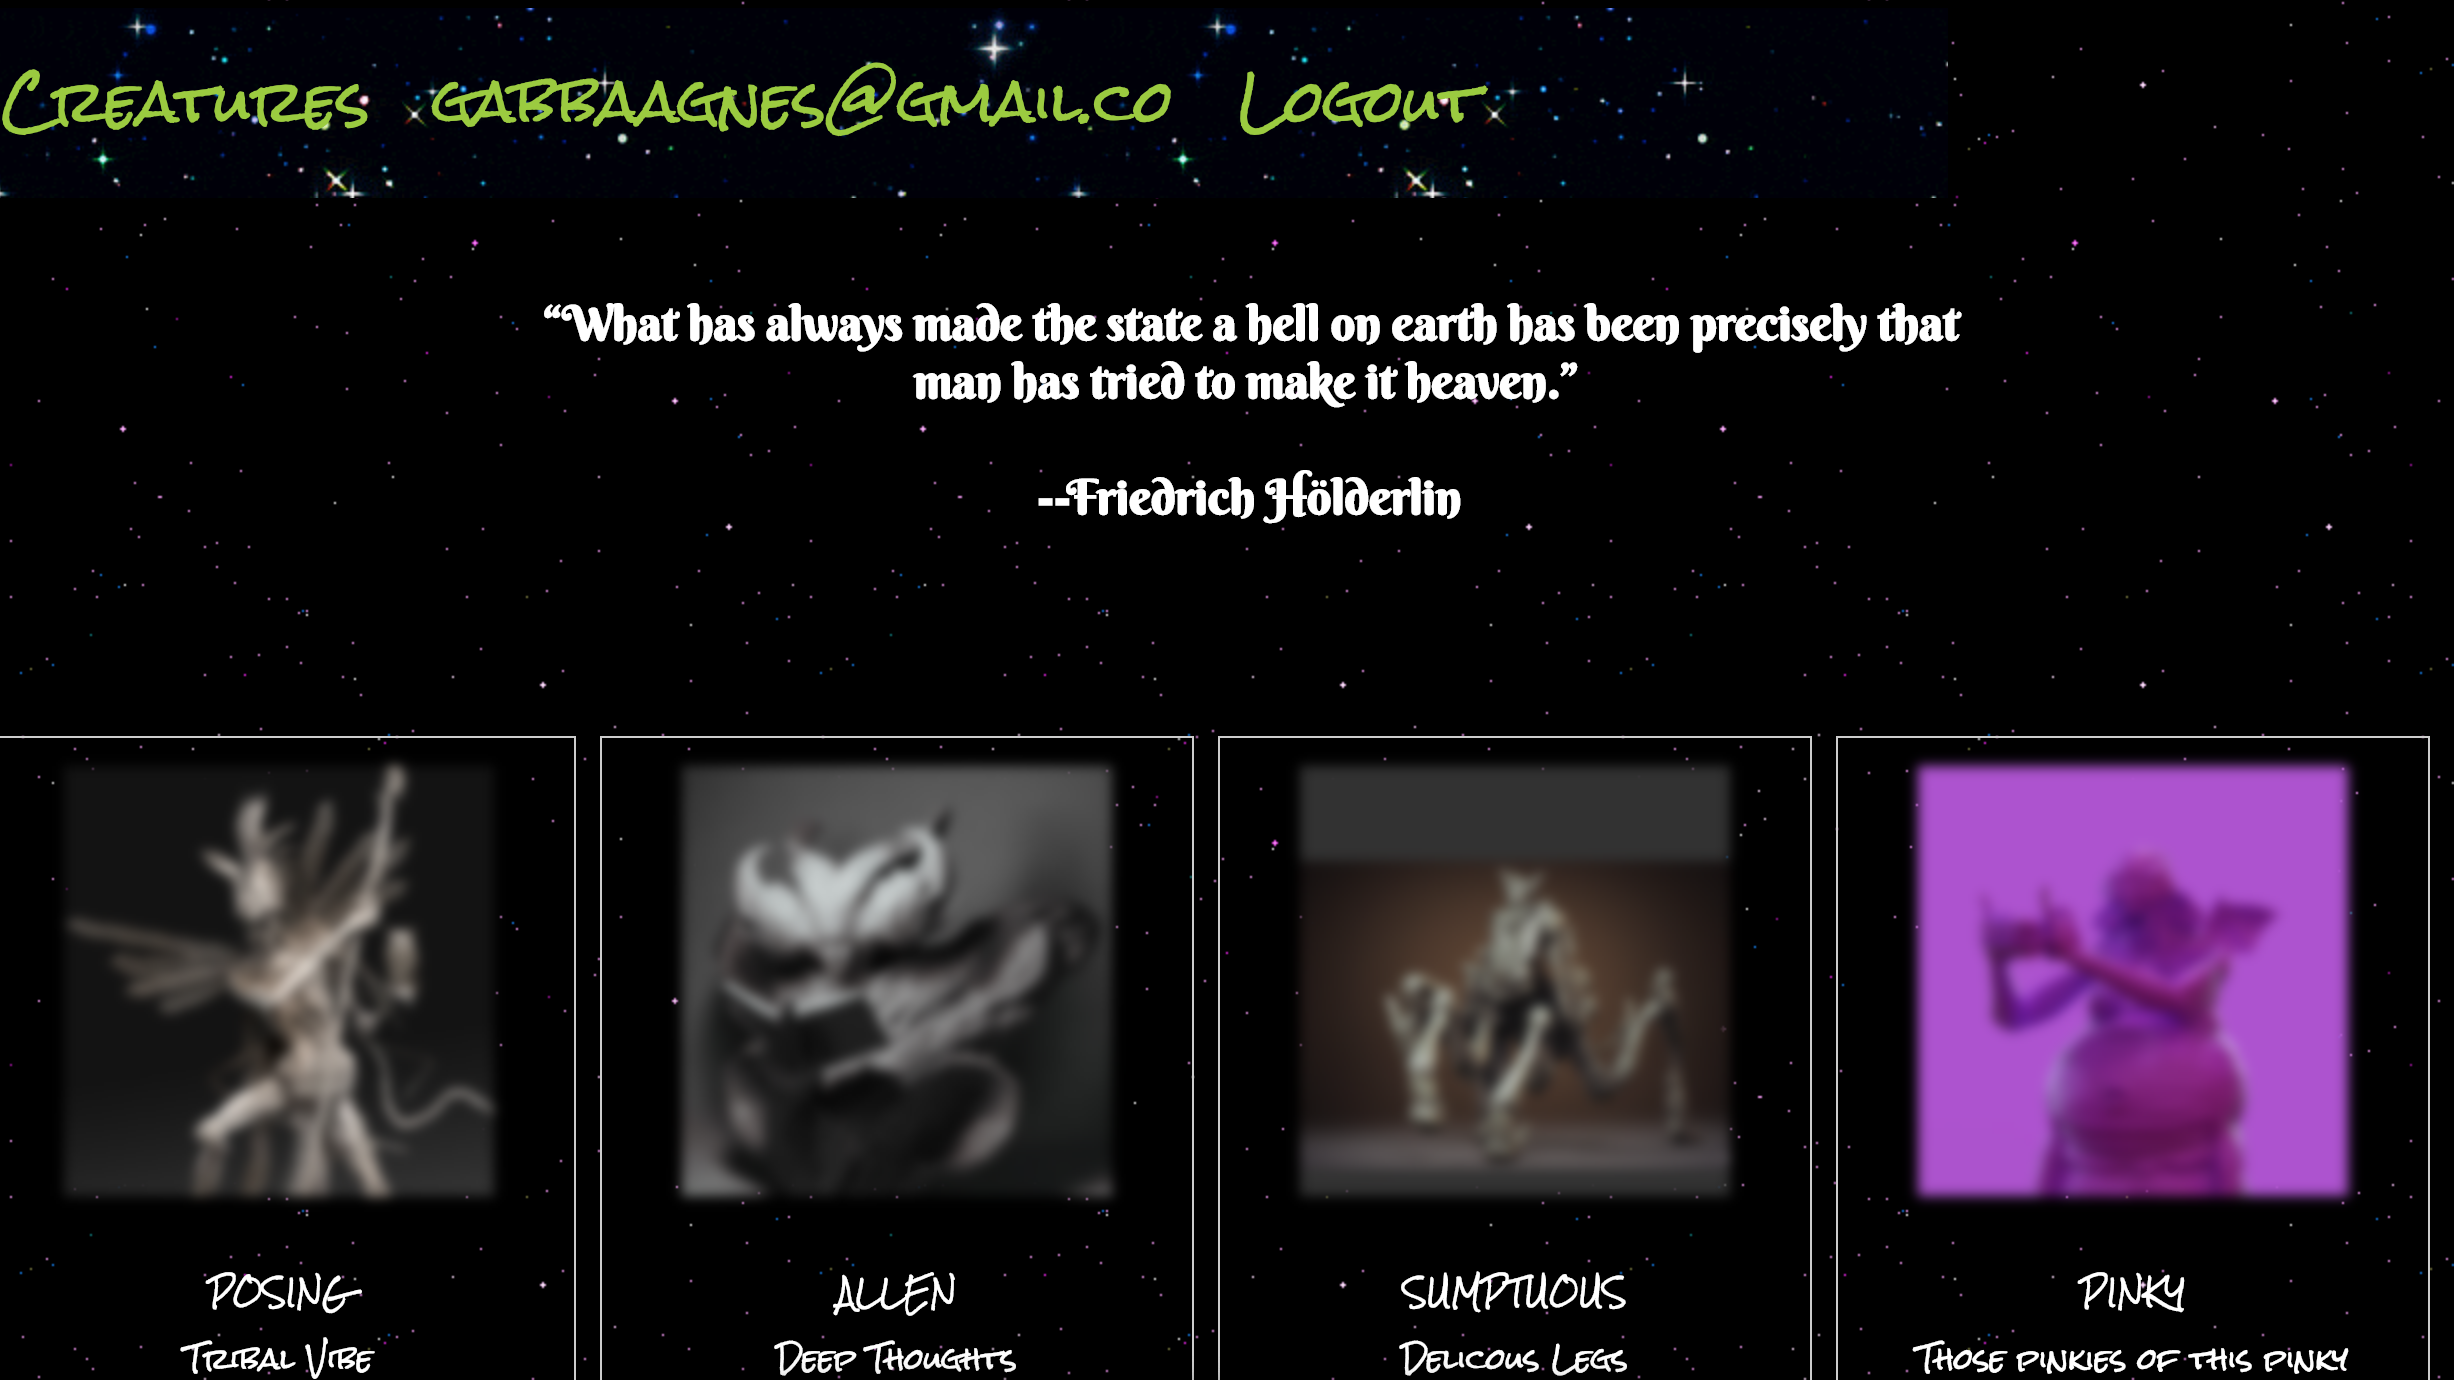 Creatures gabbaagnes@gmail.co Logout
“What has always made the state a hell on earth has been precisely that
man has tried to make it heaven.”
--Friedrich Hölderlin
POSING
Tribal Vibe
ALLEN
Deep Thoughts
SUMPTUOUS
Delicous Legs
PINKY
Those pinkies of this pinky